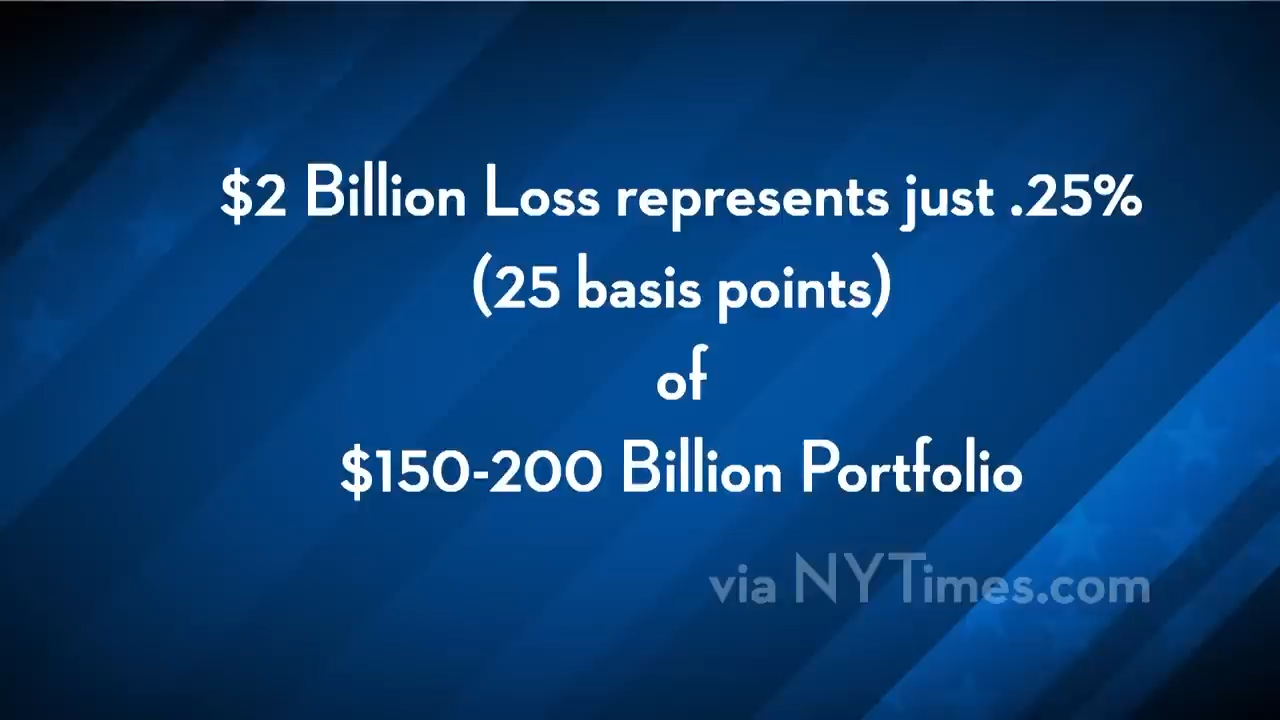 $2 Billion Loss represents just .25%
(25 basis points)
of
$150-200 Billion Portfolio
via NYTimes.com